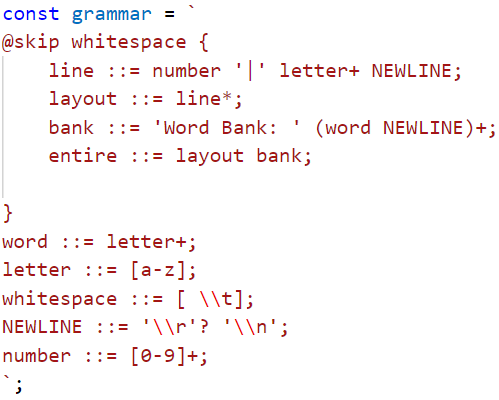 const grammar = `
@skip whitespace {
    line ::= number '|' letter+ NEWLINE;
    layout ::= line*;
    bank ::= 'Word Bank: ' (word NEWLINE)+;
    entire ::= layout bank;
}
word ::= letter+;
letter ::= [a-z];
whitespace ::= [ \\t];
NEWLINE ::= '\\r'? '\\n';
number ::= [0-9]+;
`;